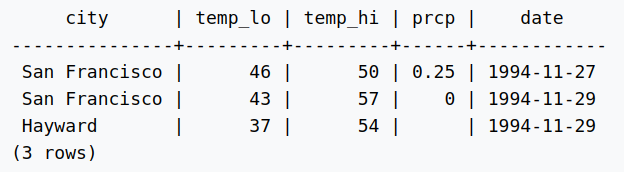 city      | temp_lo | temp_hi | prcp |    date
---------------+---------+---------+------+------------
 San Francisco |      46 |      50 | 0.25 | 1994-11-27
 San Francisco |      43 |      57 |    0 | 1994-11-29
 Hayward       |      37 |      54 |      | 1994-11-29
(3 rows)